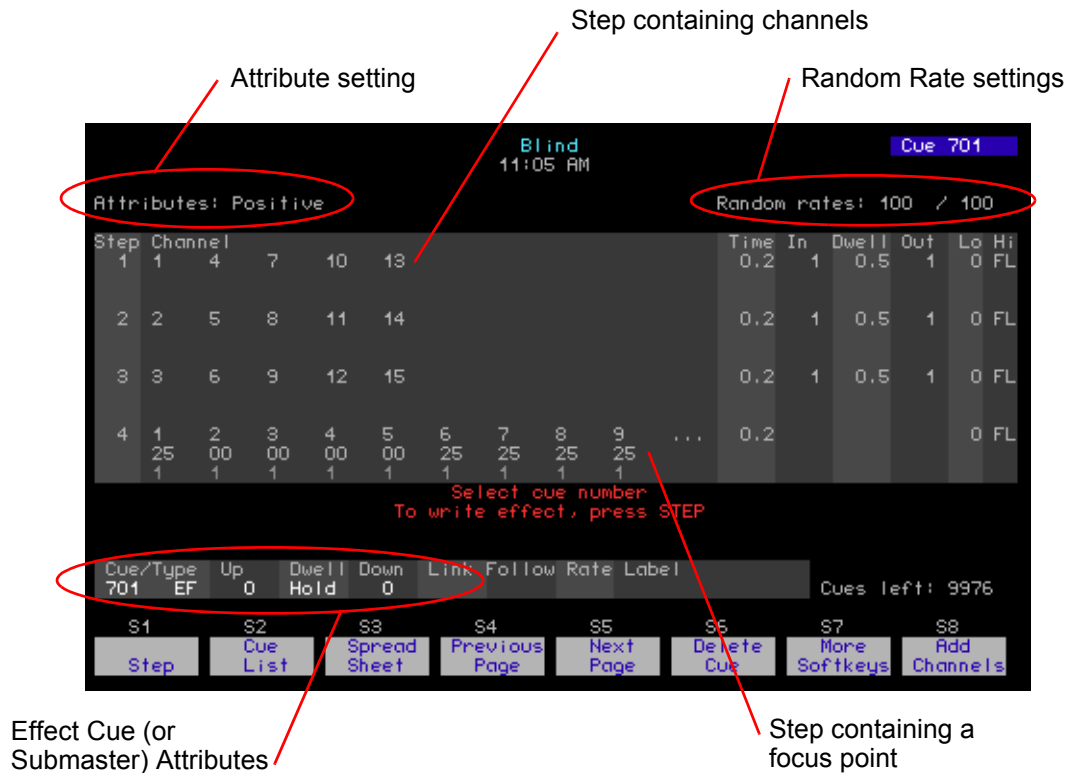 Step containing channels
Attribute setting
Random Rate settings
Blind
11:05 AM
Cue 701
Attributes: Positive
Random rates: 100 / 100
Step Channel Time In Dwell Out Lo Hi
1 1 4 7 10 13 0.2 1 0.5 1 0 FL
2 2 5 8 11 14 0.2 1 0.5 1 0 FL
3 3 6 9 12 15 0.2 1 0.5 1 0 FL
4 1 2 3 4 5 6 7 8 9 ... 0.2 0 FL
25 00 00 00 00 25 25 25 25
1 1 1 1 1 1 1 1 1
Select cue number
To write effect, press STEP
Cue/Type Up Dwell Down Link Follow Rate Label
701 EF 0 Hold 0
Cues left: 9976
S1 S2 S3 S4 S5 S6 S7 S8
Cue Spread Previous Next Delete More Add
Step List Sheet Page Page Cue Softkeys Channels
Effect Cue (or
Submaster) Attributes
Step containing a
focus point